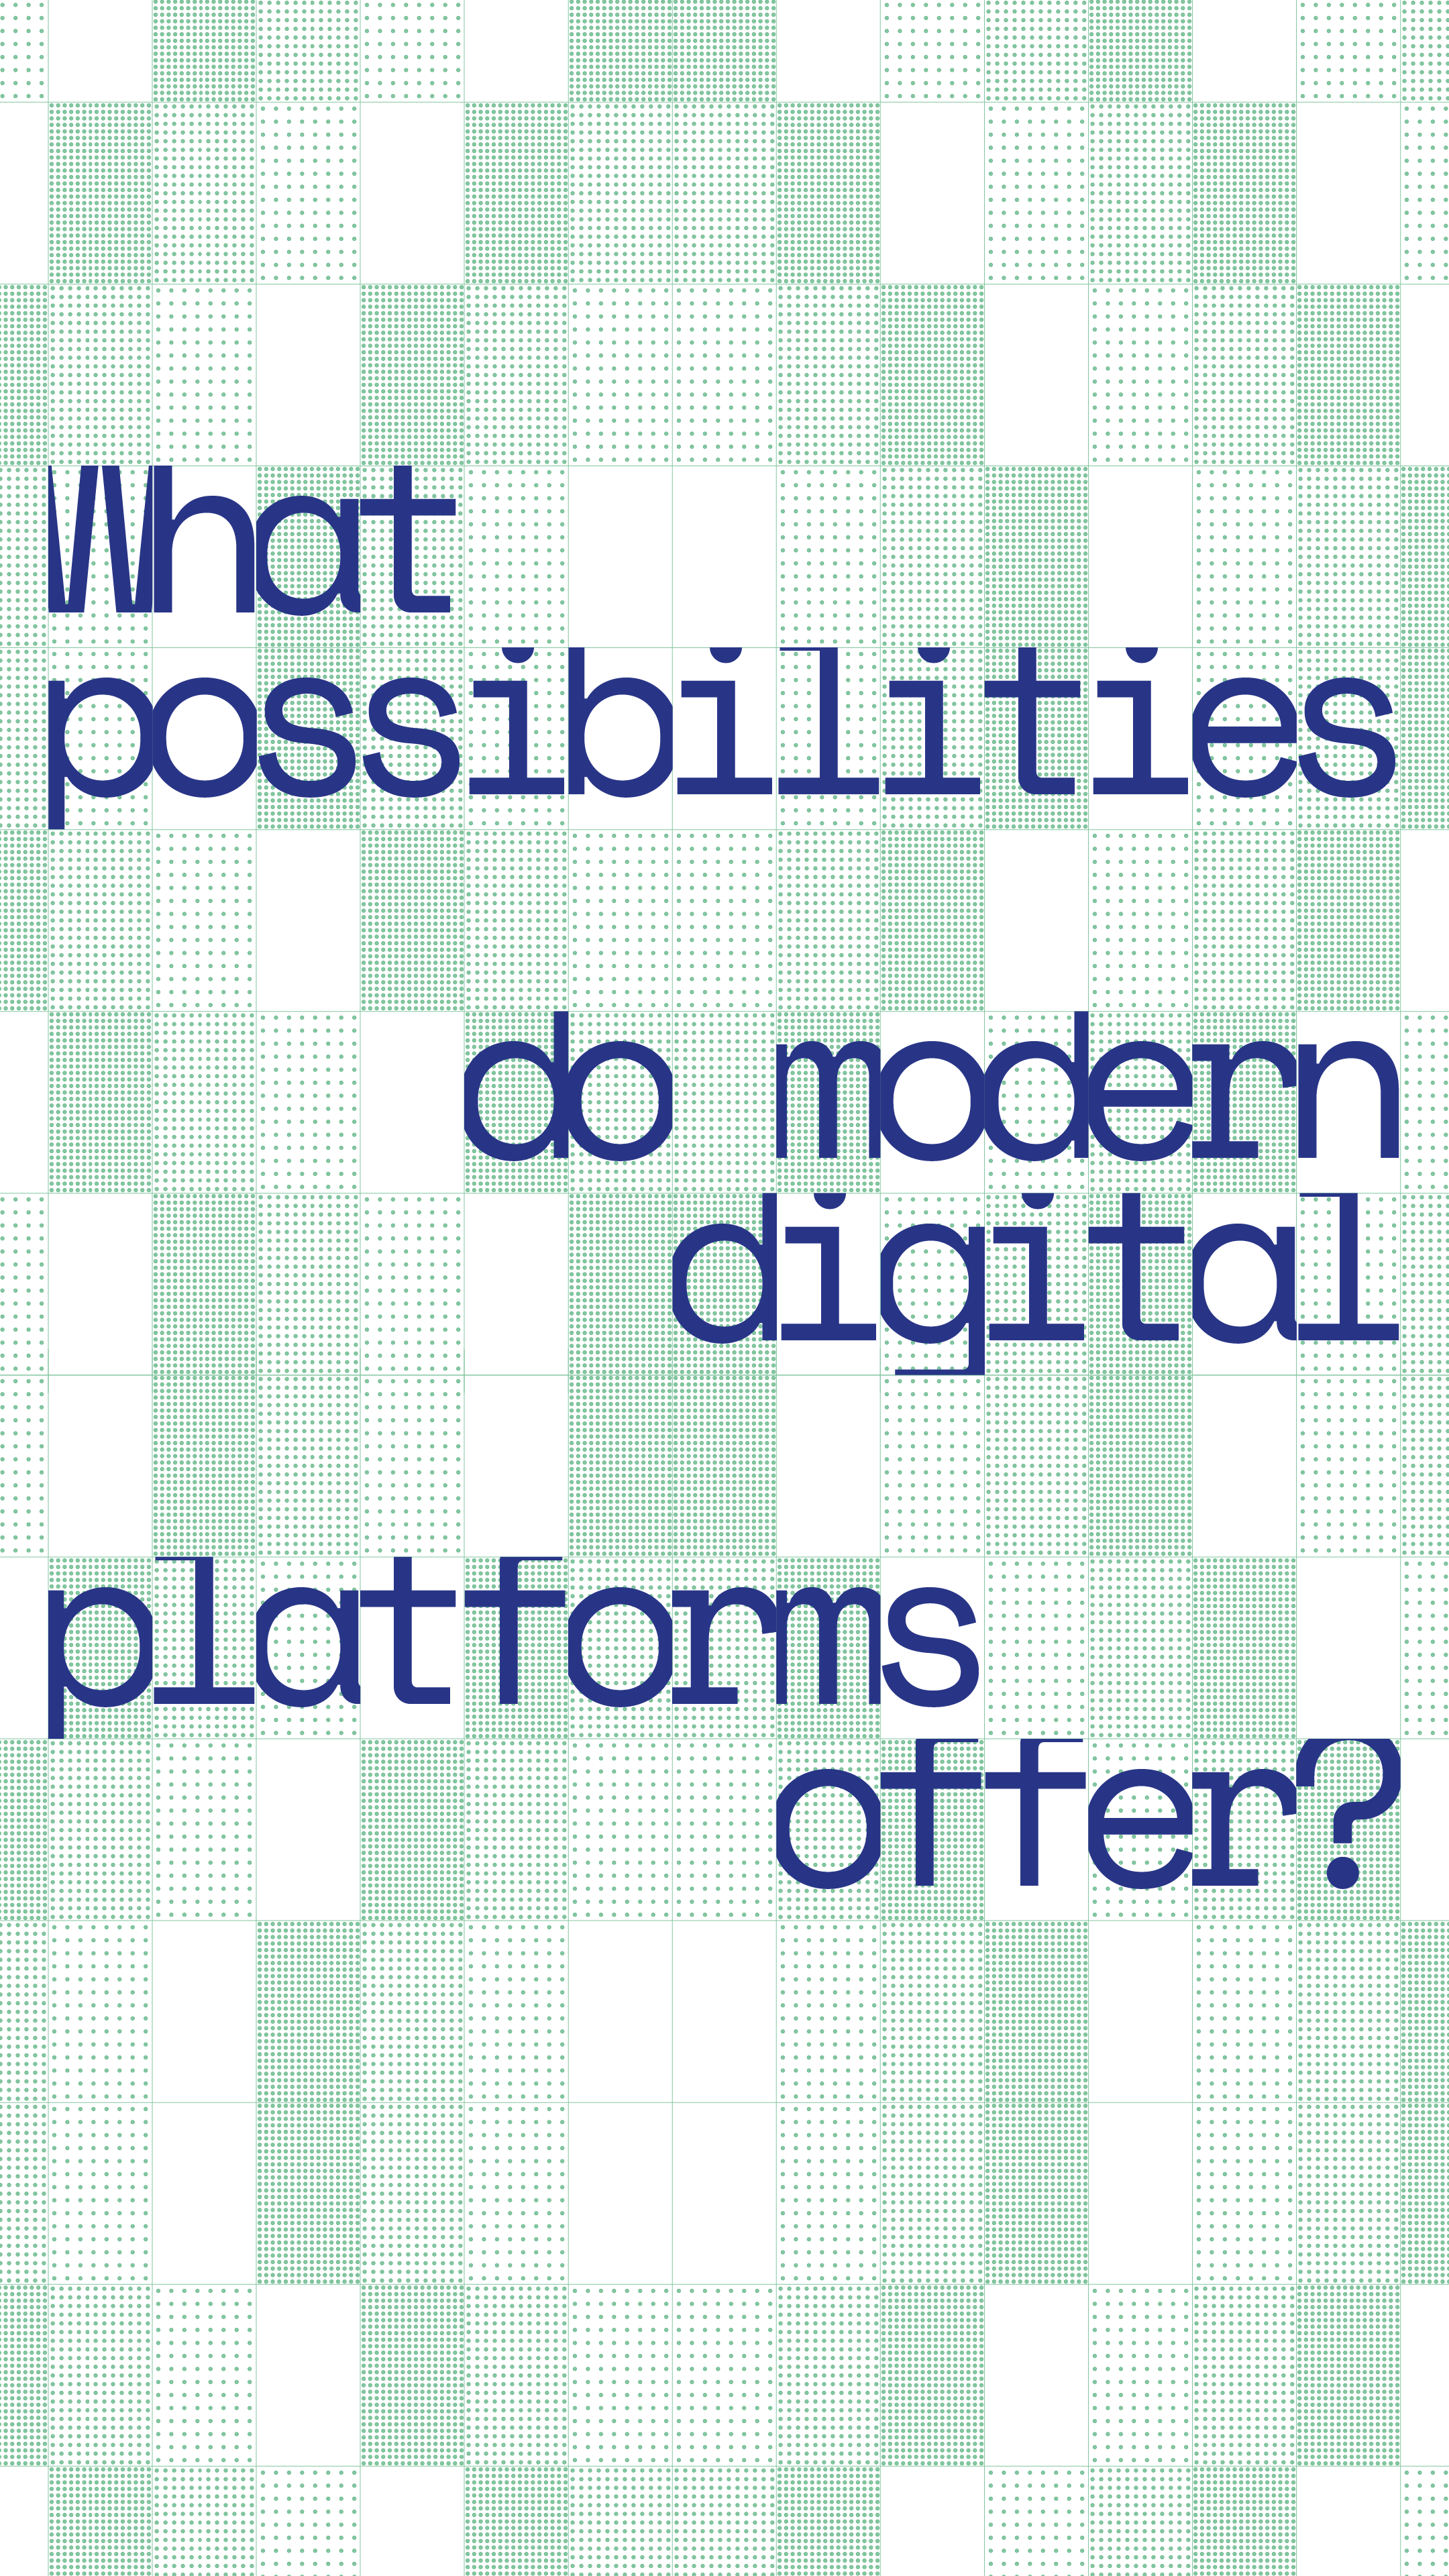 What
possibilities
do modern
digital
platforms
offer?